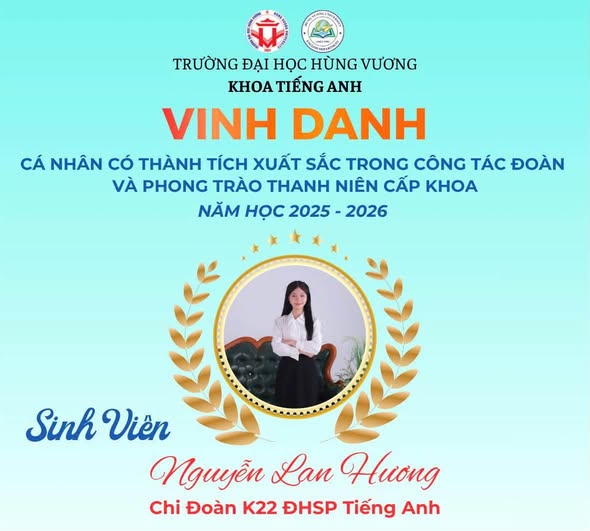 TRƯỜNG ĐẠI HỌC HÙNG VƯƠNG
KHOA TIẾNG ANH
VINH DANH
CÁ NHÂN CÓ THÀNH TÍCH XUẤT SẮC TRONG CÔNG TÁC ĐOÀN
VÀ PHONG TRÀO THANH NIÊN CẤP KHOA
NĂM HỌC 2025 - 2026
Sinh Viên
Nguyễn Lan Hương
Chi Đoàn K22 ĐHSP Tiếng Anh